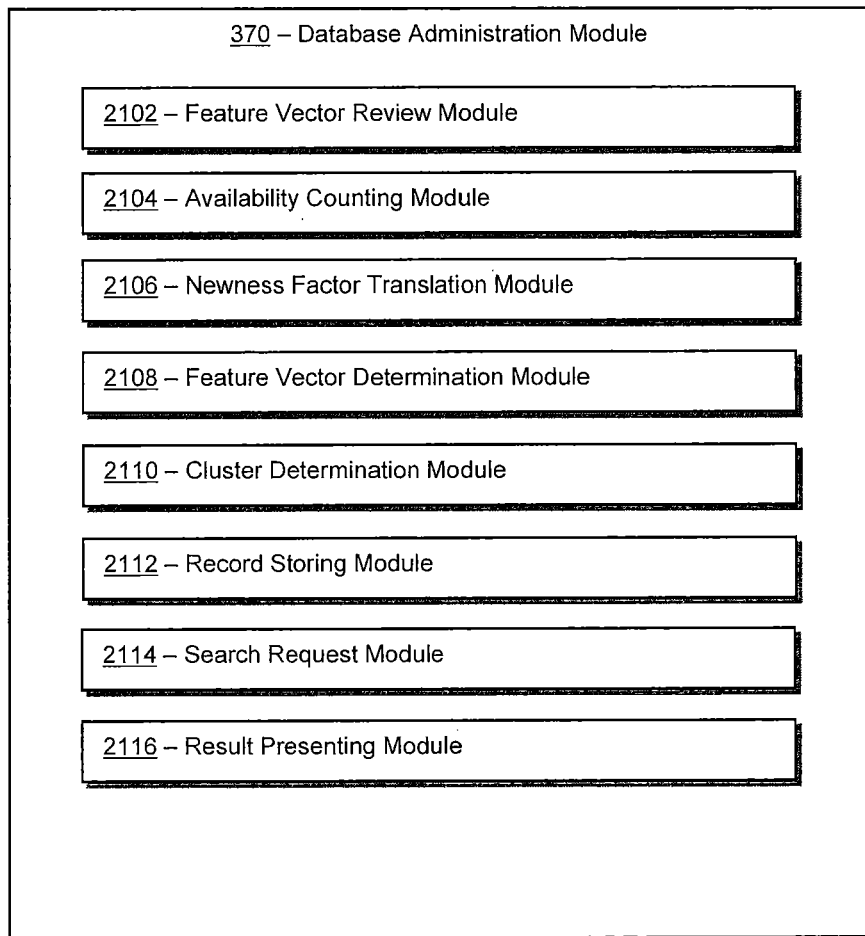 370 – Database Administration Module
2102 – Feature Vector Review Module
2104 – Availability Counting Module
2106 – Newness Factor Translation Module
2108 – Feature Vector Determination Module
2110 – Cluster Determination Module
2112 – Record Storing Module
2114 – Search Request Module
2116 – Result Presenting Module